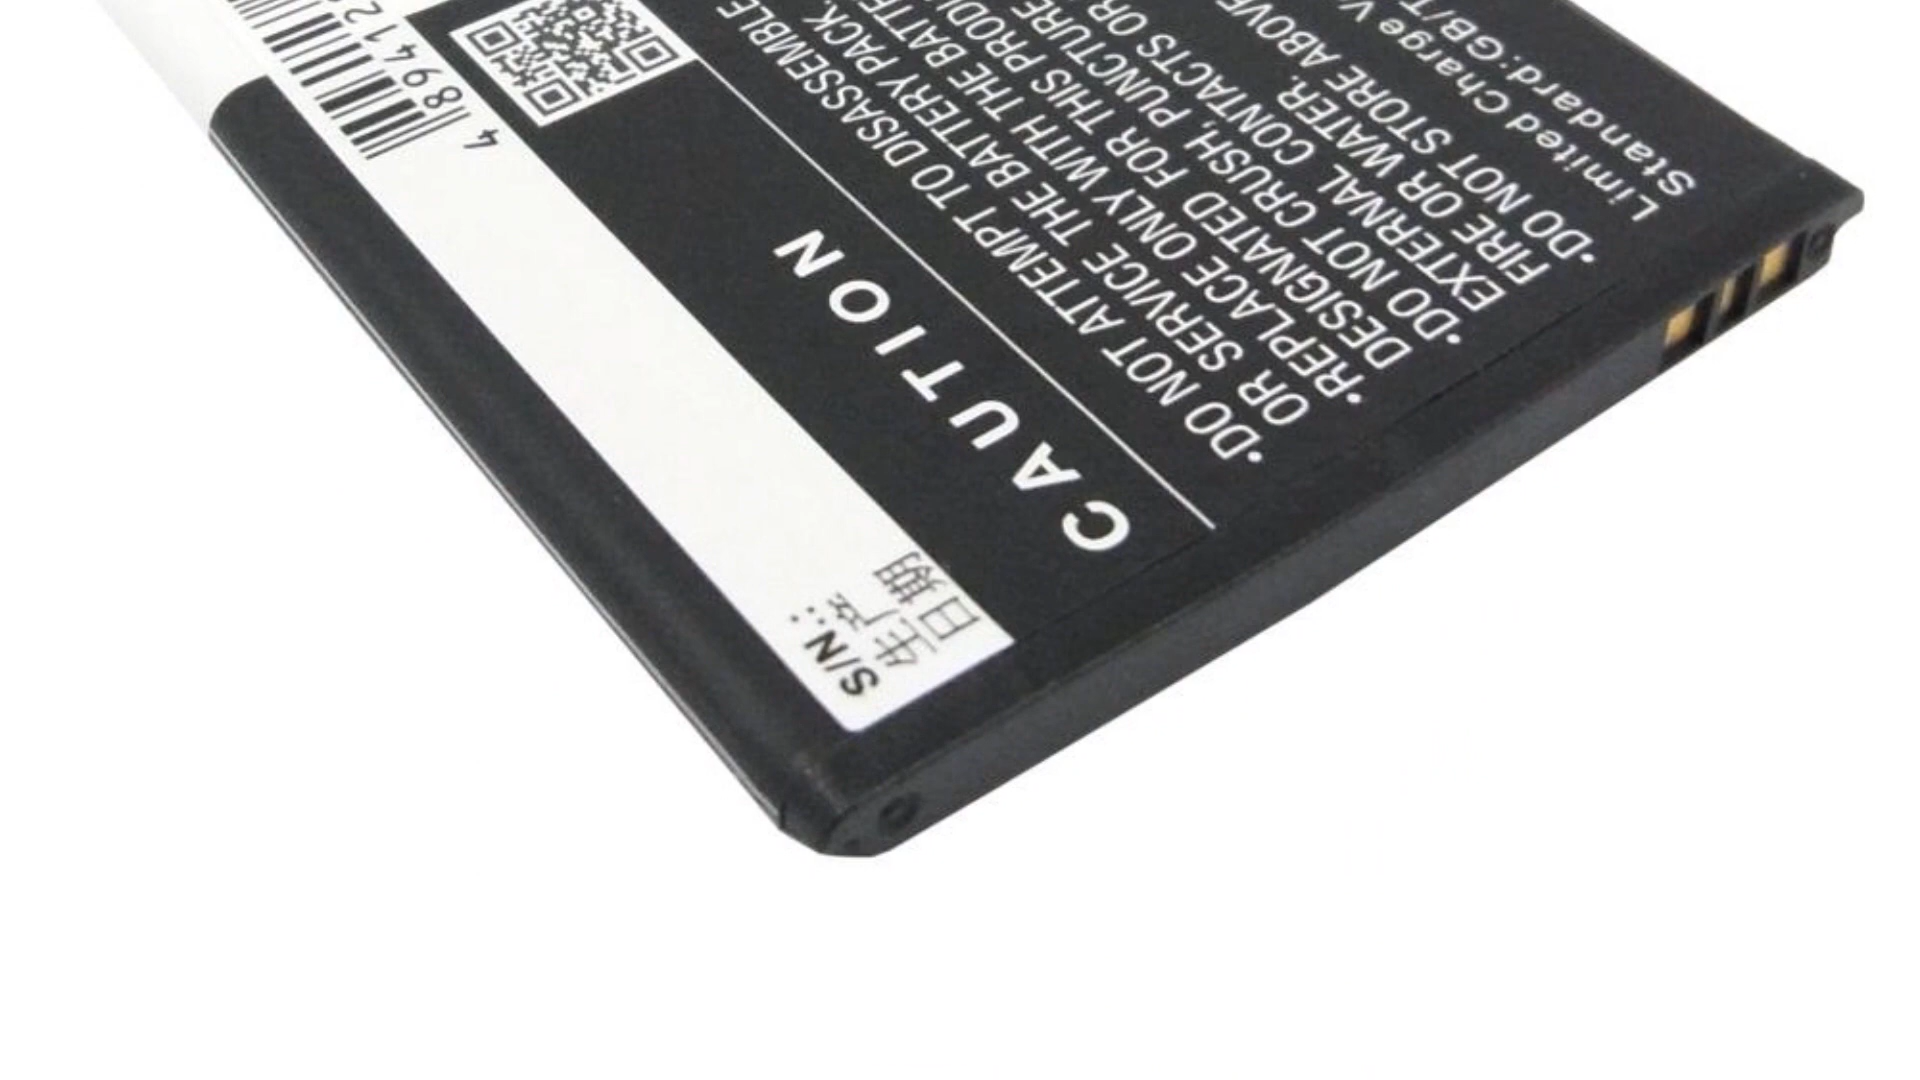 S/N:
生产
日期
4 89412
CAUTION
·DO NOT ATTEMPT TO DISASSEMBLE
OR SERVICE THE BATTERY PACK.
·REPLACE ONLY WITH THE BATTE
DESIGNATED FOR THIS PRODU
·DO NOT CRUSH, PUNCTURE
EXTERNAL CONTACTS OR
FIRE OR WATER.
·DO NOT STORE ABOVE
Limited Charge V
Standard:GB/T